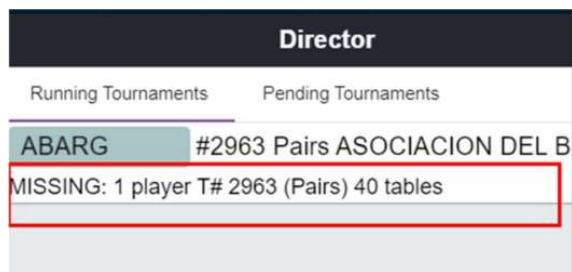 Director
Running Tournaments Pending Tournaments
ABARG #2963 Pairs ASOCIACION DEL B
MISSING: 1 player T# 2963 (Pairs) 40 tables